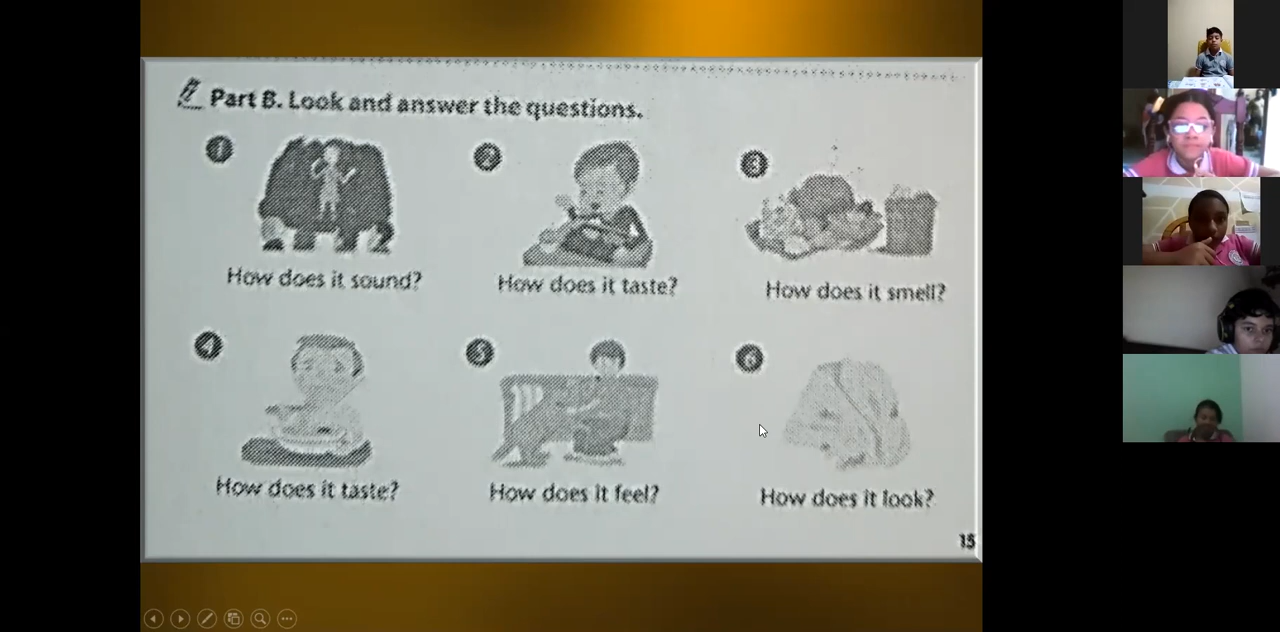 Part B. Look and answer the questions.
1 2 3
How does it sound? How does it taste? How does it smell?
4 5 6
How does it taste? How does it feel? How does it look?
15